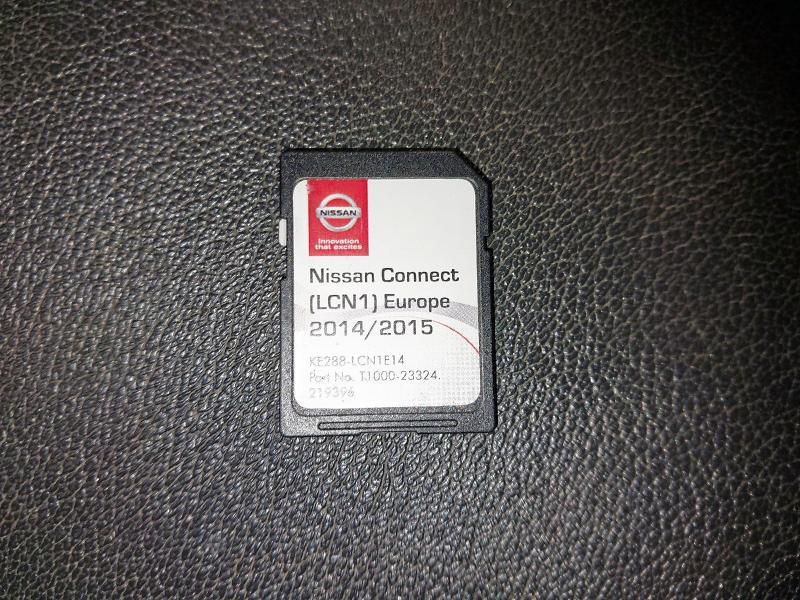 NISSAN
Innovation
that excites
Nissan Connect
(LCN1) Europe
2014/2015
KE288-LCN1E14
Part No. T1000-23324.
219396